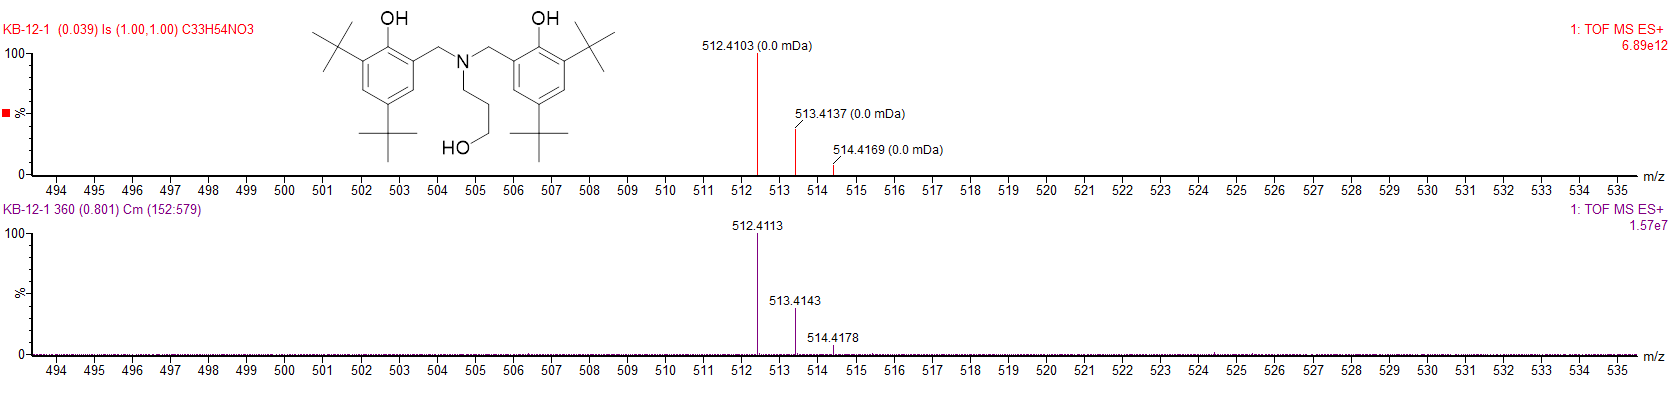 KB-12-1 (0.039) Is (1.00,1.00) C33H54NO3
1: TOF MS ES+
6.89e12
OH
OH
N
HO
512.4103 (0.0 mDa)
513.4137 (0.0 mDa)
514.4169 (0.0 mDa)
100
%
0
494 495 496 497 498 499 500 501 502 503 504 505 506 507 508 509 510 511 512 513 514 515 516 517 518 519 520 521 522 523 524 525 526 527 528 529 530 531 532 533 534 535
m/z
KB-12-1 360 (0.801) Cm (152:579)
1: TOF MS ES+
1.57e7
512.4113
513.4143
514.4178
100
%
0
494 495 496 497 498 499 500 501 502 503 504 505 506 507 508 509 510 511 512 513 514 515 516 517 518 519 520 521 522 523 524 525 526 527 528 529 530 531 532 533 534 535
m/z